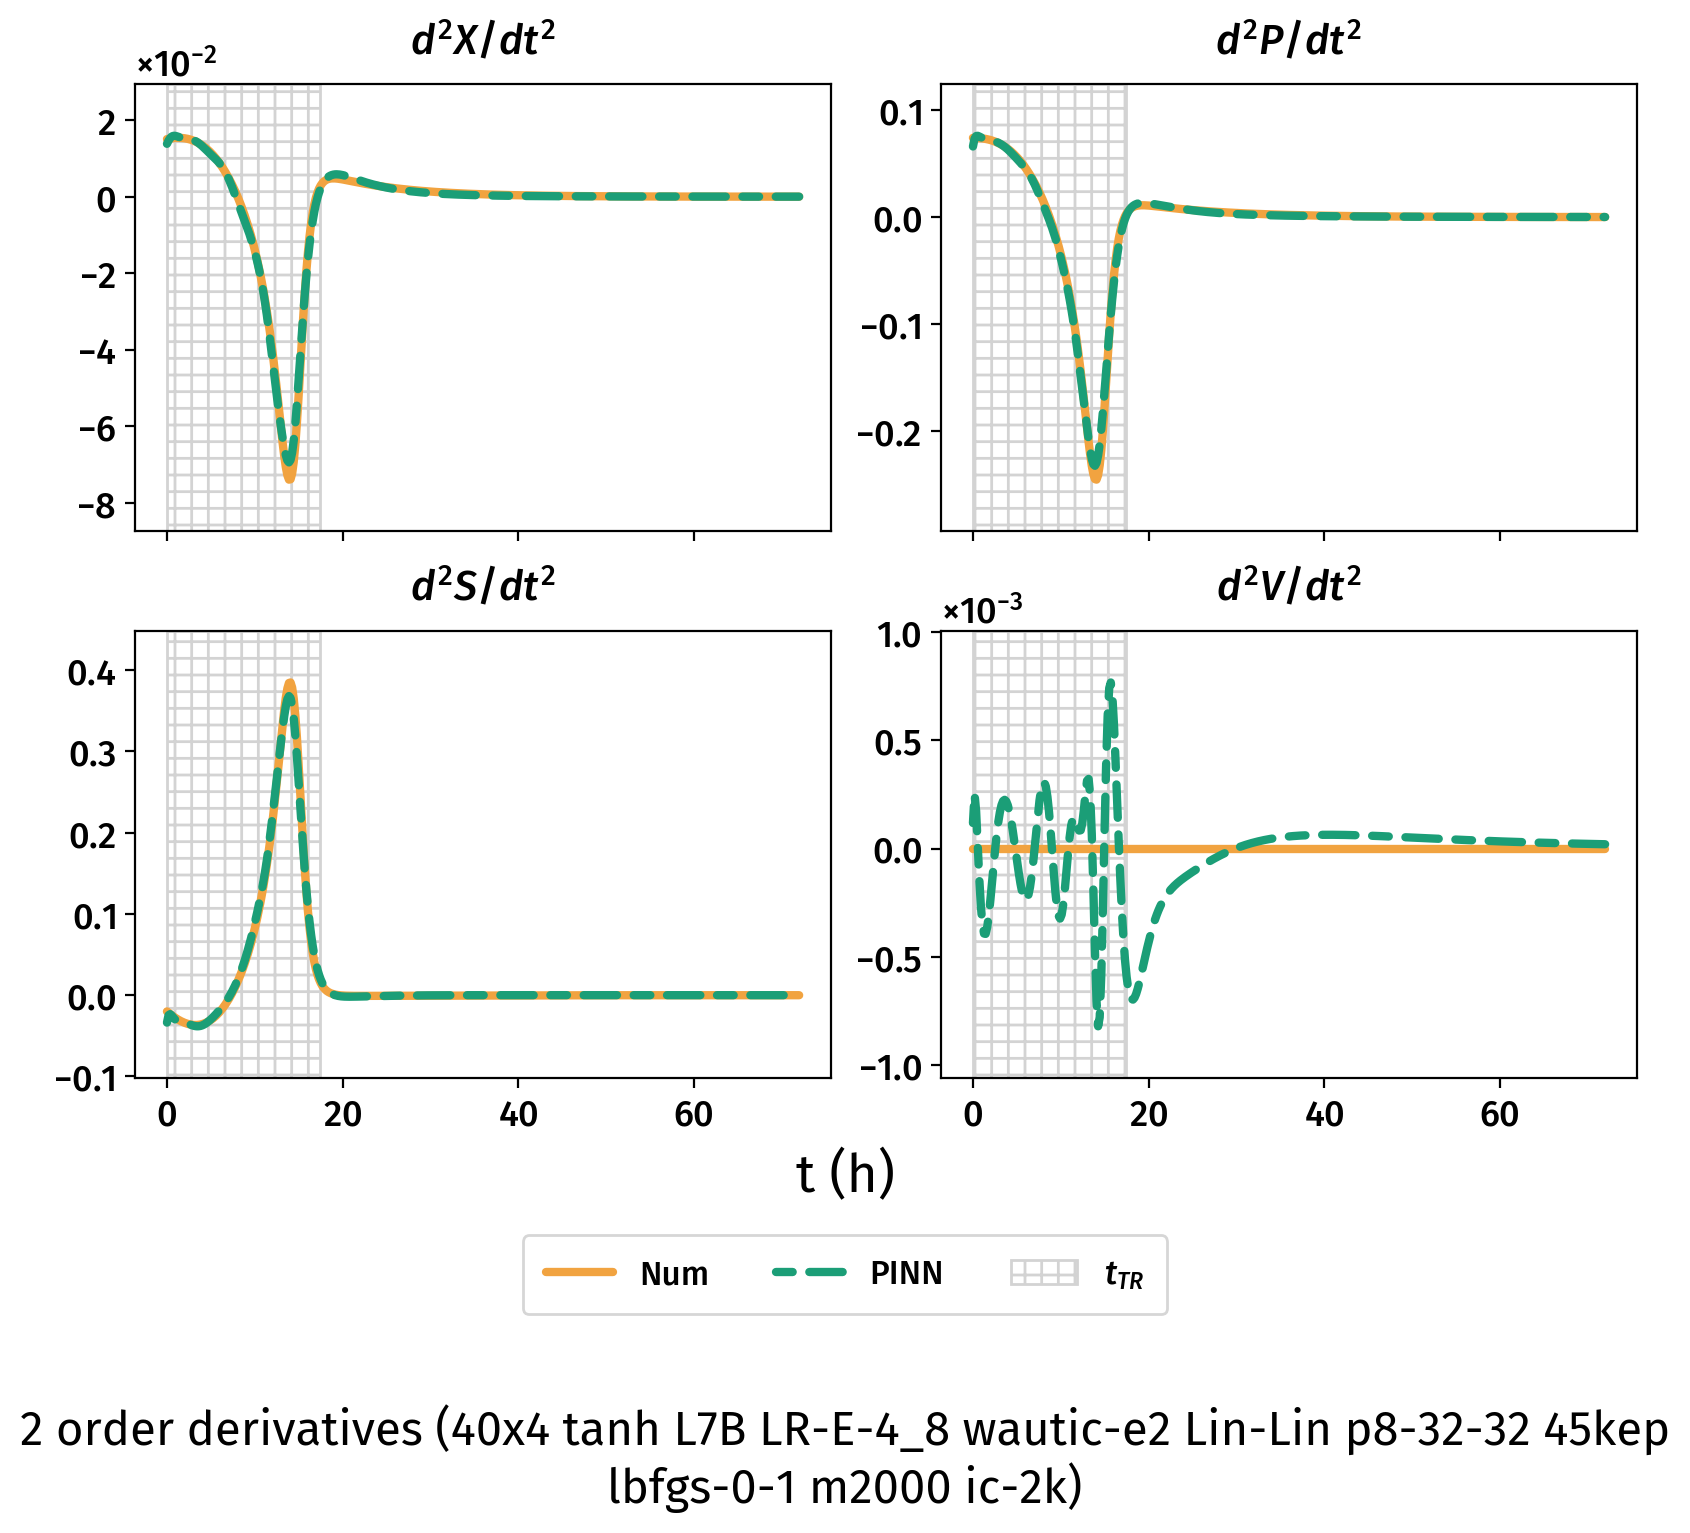 d²X/dt²
d²P/dt²
×10⁻²
2
0
−2
−4
−6
−8
0.1
0.0
−0.1
−0.2
d²S/dt²
d²V/dt²
×10⁻³
0.4
0.3
0.2
0.1
0.0
−0.1
1.0
0.5
0.0
−0.5
−1.0
0 20 40 60
0 20 40 60
t (h)
Num PINN t_TR
2 order derivatives (40x4 tanh L7B LR-E-4_8 wautic-e2 Lin-Lin p8-32-32 45kep
lbfgs-0-1 m2000 ic-2k)